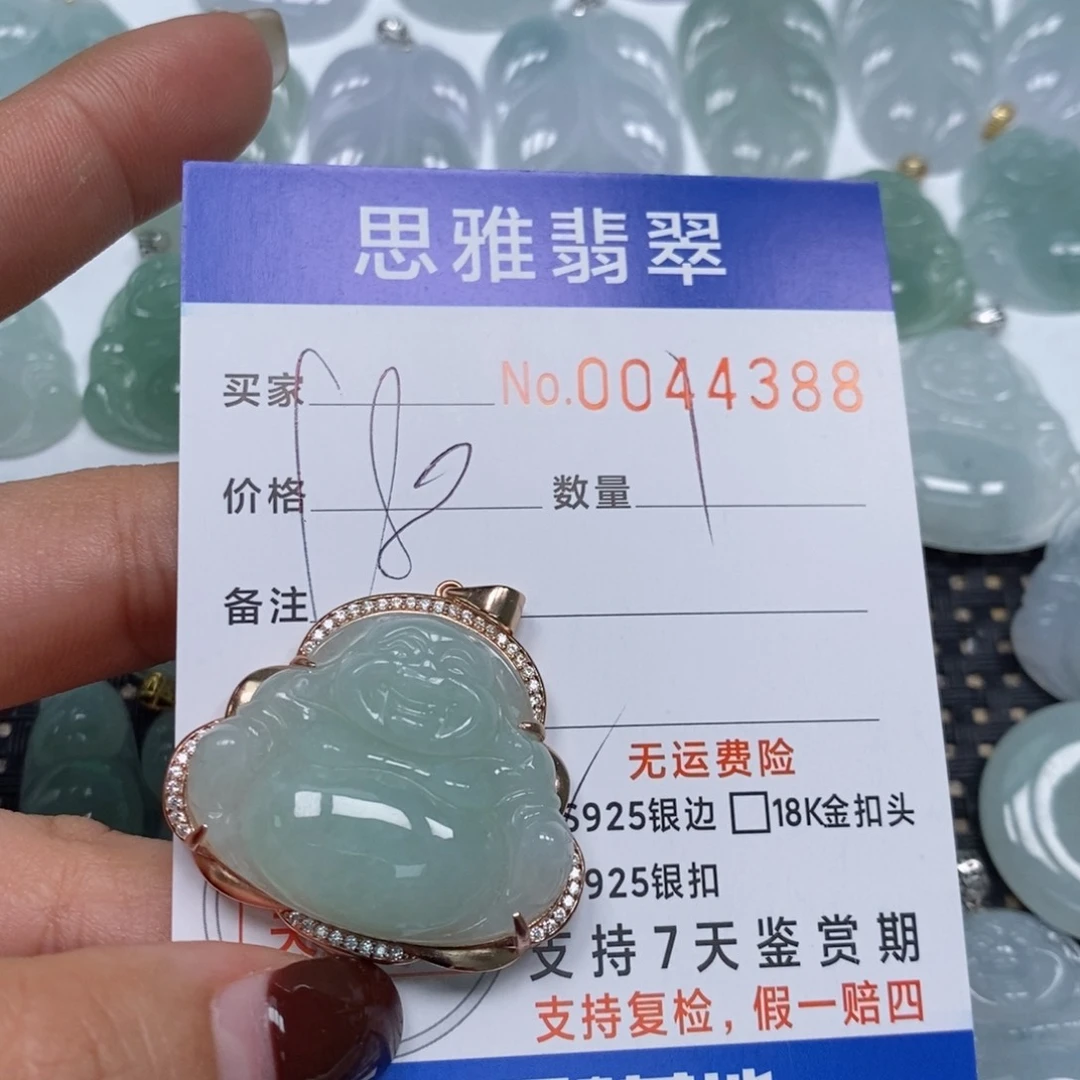 思雅翡翠
买家 No.0044388
价格 数量 1
备注
无运费险
S925银边 □18K金扣头
925银扣
支持7天鉴赏期
支持复检,假一赔四